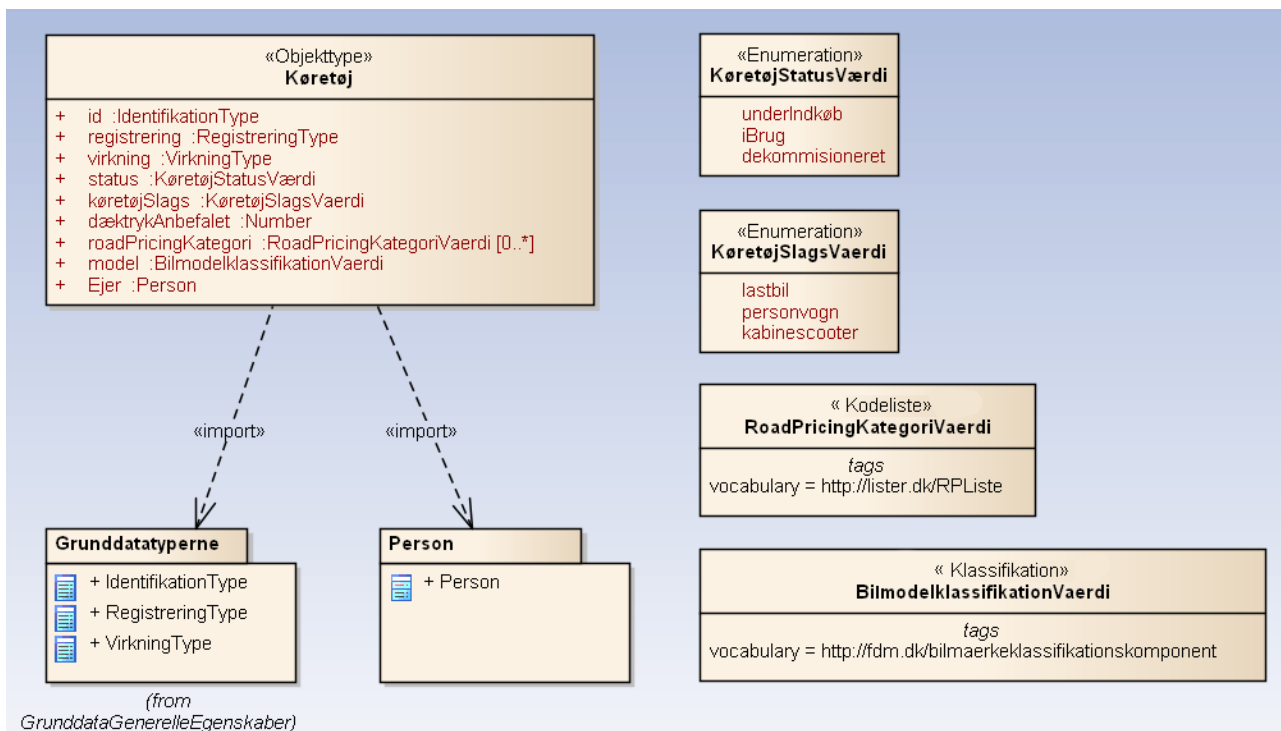 «Objekttype»
Køretøj
+ id :IdentifikationType
+ registrering :RegistreringType
+ virkning :VirkningType
+ status :KøretøjStatusVærdi
+ køretøjSlags :KøretøjSlagsVaerdi
+ dæktrykAnbefalet :Number
+ roadPricingKategori :RoadPricingKategoriVaerdi [0..*]
+ model :BilmodelklassifikationVaerdi
+ Ejer :Person
«import»
«import»
Grunddatatyperne
+ IdentifikationType
+ RegistreringType
+ VirkningType
(from
GrunddataGenerelleEgenskaber)
Person
+ Person
«Enumeration»
KøretøjStatusVærdi
underIndkøb
iBrug
dekommisioneret
«Enumeration»
KøretøjSlagsVaerdi
lastbil
personvogn
kabinescooter
« Kodeliste»
RoadPricingKategoriVaerdi
tags
vocabulary = http://lister.dk/RPListe
« Klassifikation»
BilmodelklassifikationVaerdi
tags
vocabulary = http://fdm.dk/bilmaerkeklassifikationskomponent